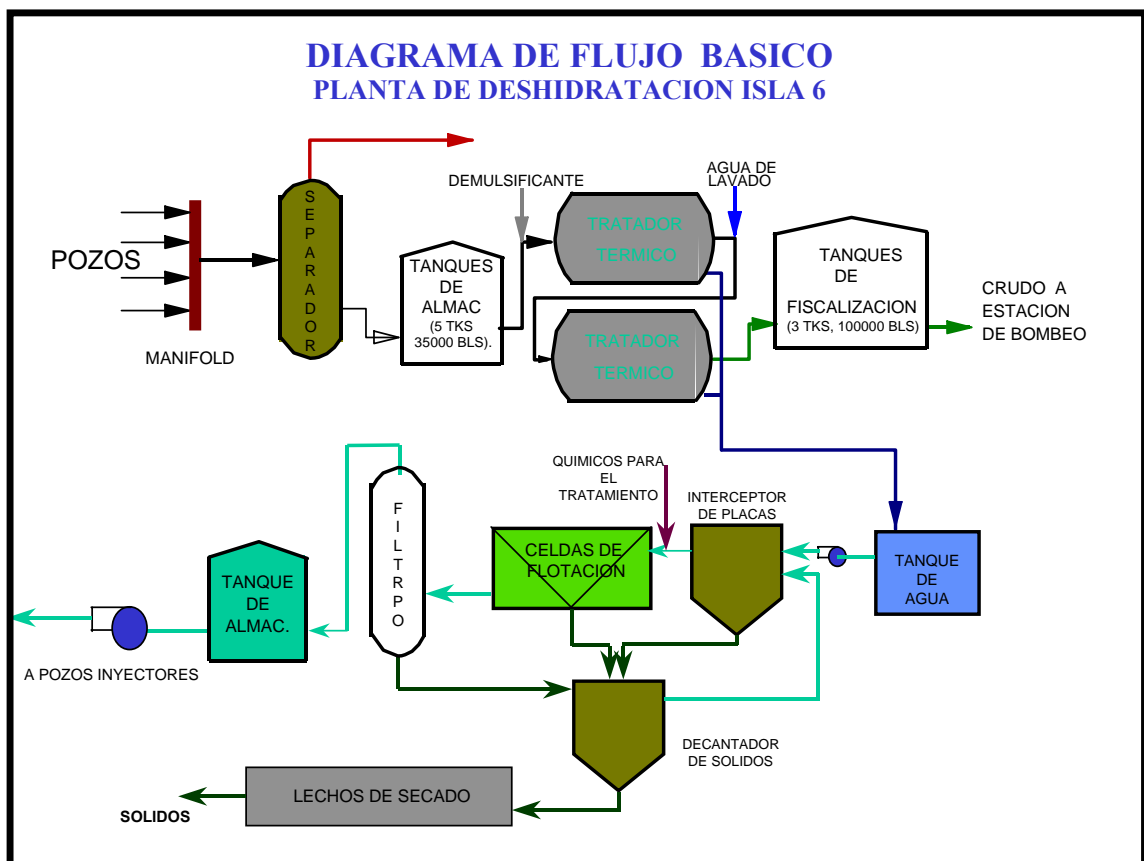 DIAGRAMA DE FLUJO BASICO
PLANTA DE DESHIDRATACION ISLA 6
POZOS
MANIFOLD
SEPARADOR
DEMULSIFICANTE
AGUA DE
LAVADO
TANQUES
DE
ALMAC
(5 TKS
35000 BLS).
TRATADOR
TERMICO
TRATADOR
TERMICO
TANQUES
DE
FISCALIZACION
(3 TKS, 100000 BLS)
CRUDO A
ESTACION
DE BOMBEO
QUIMICOS PARA
EL
TRATAMIENTO
INTERCEPTOR
DE PLACAS
FILTRPO
CELDAS DE
FLOTACION
TANQUE
DE
AGUA
TANQUE
DE
ALMAC.
A POZOS INYECTORES
DECANTADOR
DE SOLIDOS
LECHOS DE SECADO
SOLIDOS